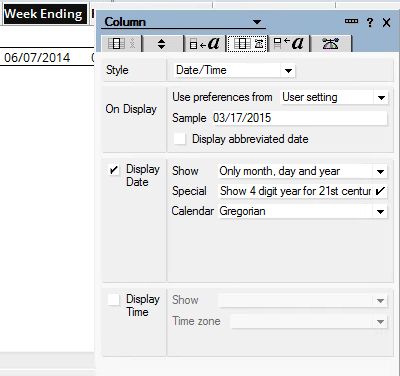 Week Ending
06/07/2014
Column
? X
a a a
Style Date/Time
On Display
Use preferences from User setting
Sample 03/17/2015
Display abbreviated date
Display Date
Show Only month, day and year
Special Show 4 digit year for 21st centur
Calendar Gregorian
Display Time
Show
Time zone